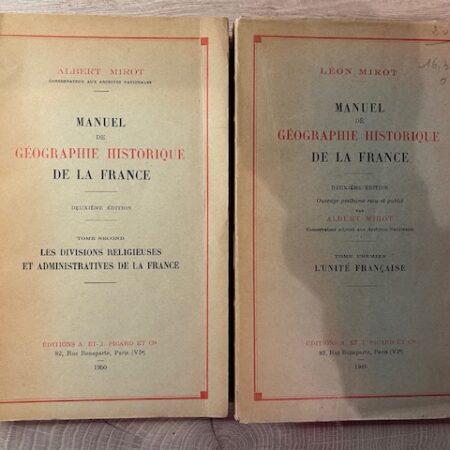 ALBERT MIROT
CONSERVATEUR AUX ARCHIVES NATIONALES
MANUEL
DE
GÉOGRAPHIE HISTORIQUE
DE LA FRANCE
DEUXIÈME ÉDITION
TOME SECOND
LES DIVISIONS RELIGIEUSES
ET ADMINISTRATIVES DE LA FRANCE
ÉDITIONS A. ET J. PICARD ET Cie
82, Rue Bonaparte, Paris (VIe)
1950
LÉON MIROT
MANUEL
DE
GÉOGRAPHIE HISTORIQUE
DE LA FRANCE
DEUXIÈME ÉDITION
Ouvrage posthume revu et publié
PAR
ALBERT MIROT
Conservateur adjoint aux Archives Nationales
TOME PREMIER
L'UNITÉ FRANÇAISE
ÉDITIONS A. ET J. PICARD ET Cie
82, Rue Bonaparte, Paris (VIe)